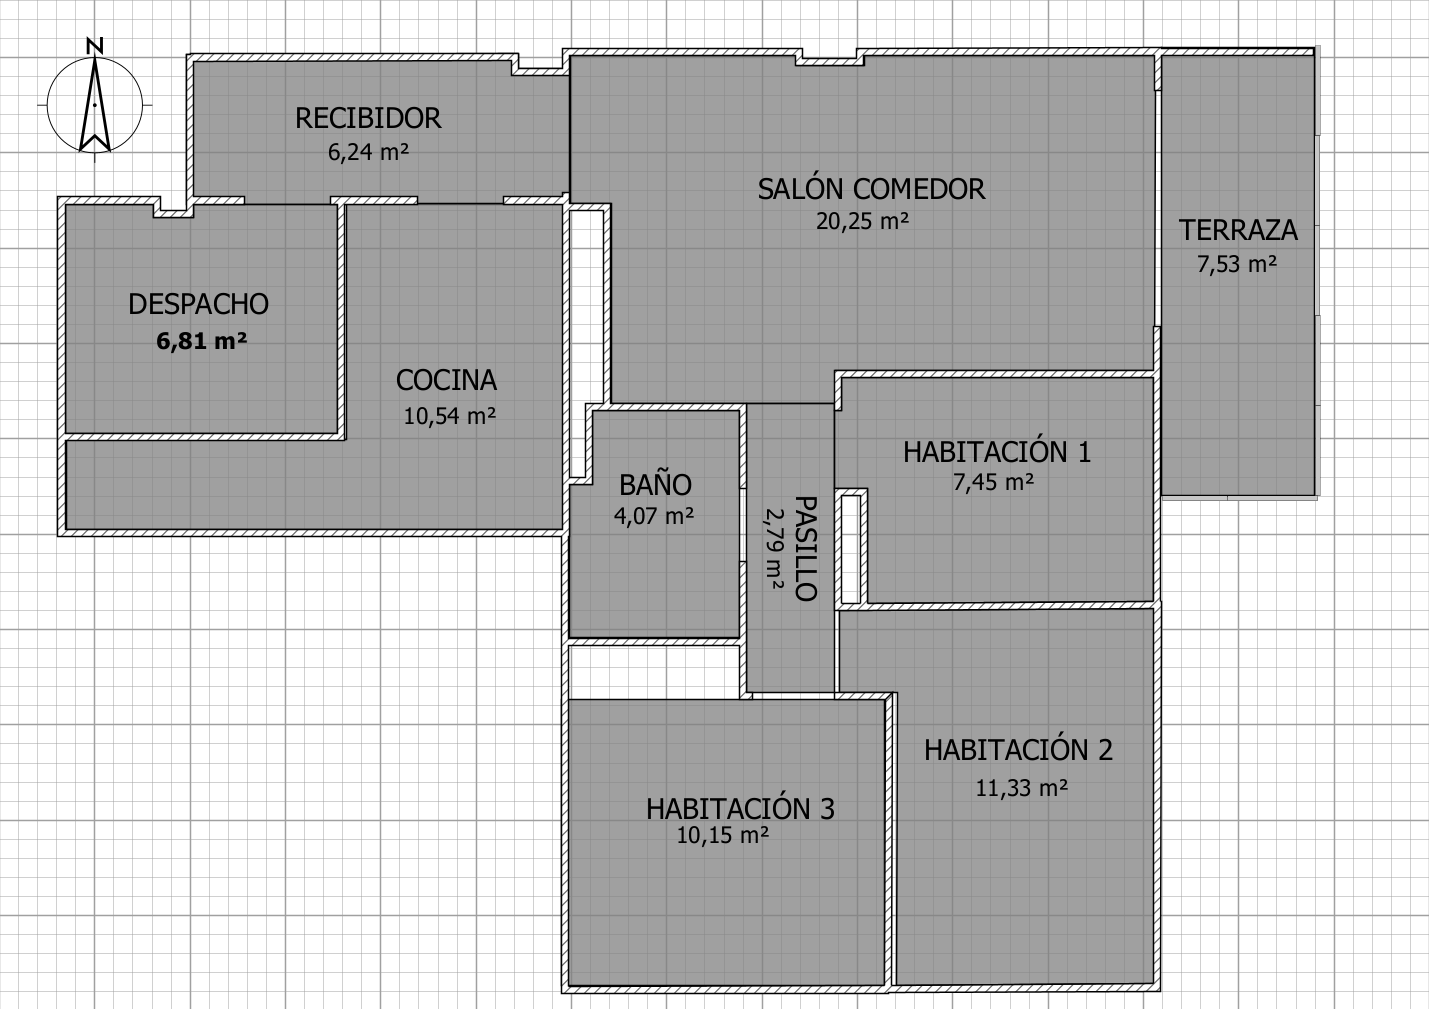 N
RECIBIDOR
6,24 m²
SALÓN COMEDOR
20,25 m²
TERRAZA
7,53 m²
DESPACHO
6,81 m²
COCINA
10,54 m²
HABITACIÓN 1
7,45 m²
BAÑO
4,07 m²
PASILLO
2,79 m²
HABITACIÓN 2
11,33 m²
HABITACIÓN 3
10,15 m²